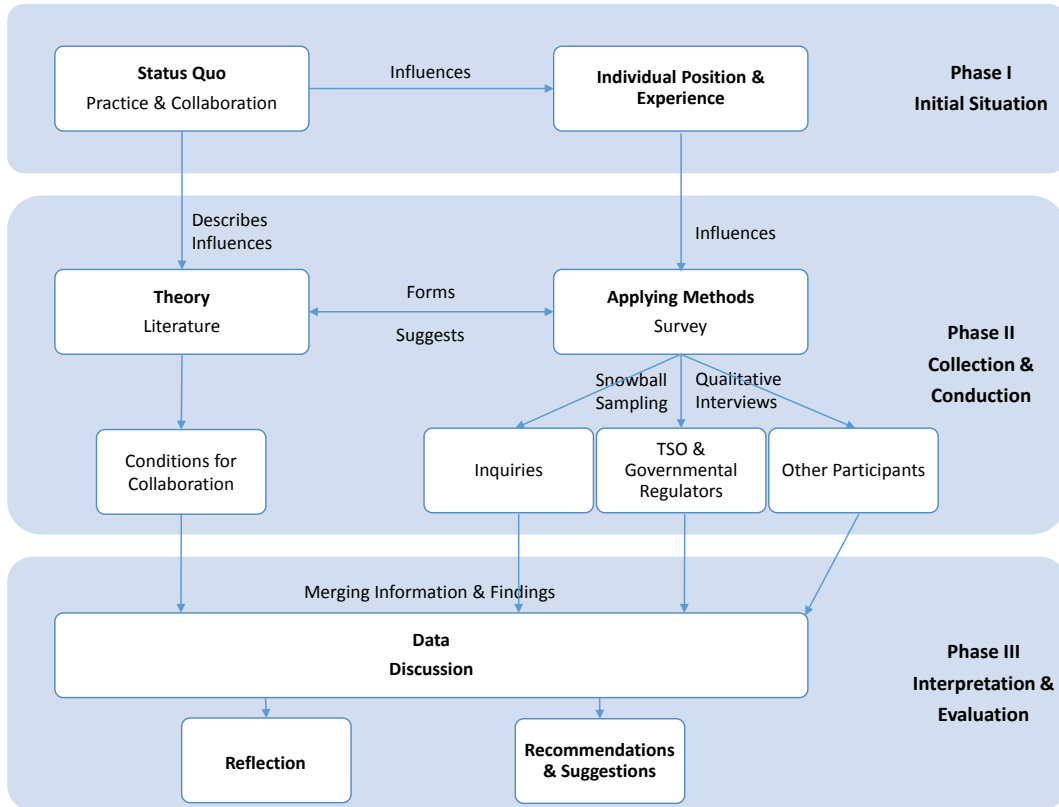 Status Quo
Practice & Collaboration
Influences
Individual Position &
Experience
Phase I
Initial Situation
Describes
Influences
Influences
Theory
Literature
Forms
Suggests
Applying Methods
Survey
Phase II
Collection &
Conduction
Snowball
Sampling
Qualitative
Interviews
Conditions for
Collaboration
Inquiries
TSO &
Governmental
Regulators
Other Participants
Merging Information & Findings
Data
Discussion
Phase III
Interpretation &
Evaluation
Reflection
Recommendations
& Suggestions